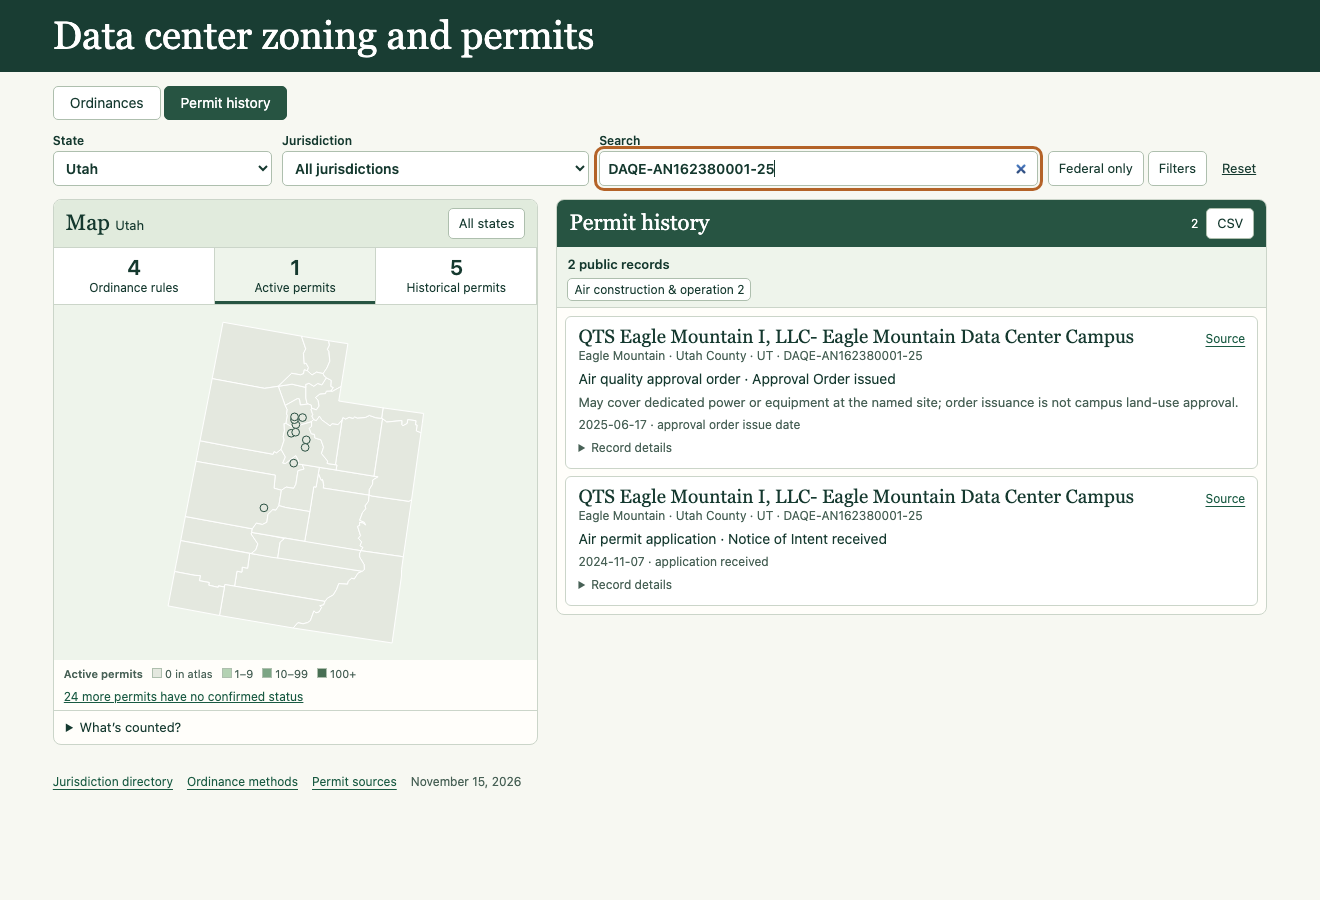 Data center zoning and permits
Ordinances
Permit history
State
Jurisdiction
Search
Utah
All jurisdictions
DAQE-AN162380001-25
Federal only
Filters
Reset
Map Utah
All states
4
Ordinance rules
1
Active permits
5
Historical permits
Active permits 0 in atlas 1–9 10–99 100+
24 more permits have no confirmed status
What's counted?
Permit history
2
CSV
2 public records
Air construction & operation 2
QTS Eagle Mountain I, LLC- Eagle Mountain Data Center Campus
Source
Eagle Mountain · Utah County · UT · DAQE-AN162380001-25
Air quality approval order · Approval Order issued
May cover dedicated power or equipment at the named site; order issuance is not campus land-use approval.
2025-06-17 · approval order issue date
Record details
QTS Eagle Mountain I, LLC- Eagle Mountain Data Center Campus
Source
Eagle Mountain · Utah County · UT · DAQE-AN162380001-25
Air permit application · Notice of Intent received
2024-11-07 · application received
Record details
Jurisdiction directory Ordinance methods Permit sources November 15, 2026